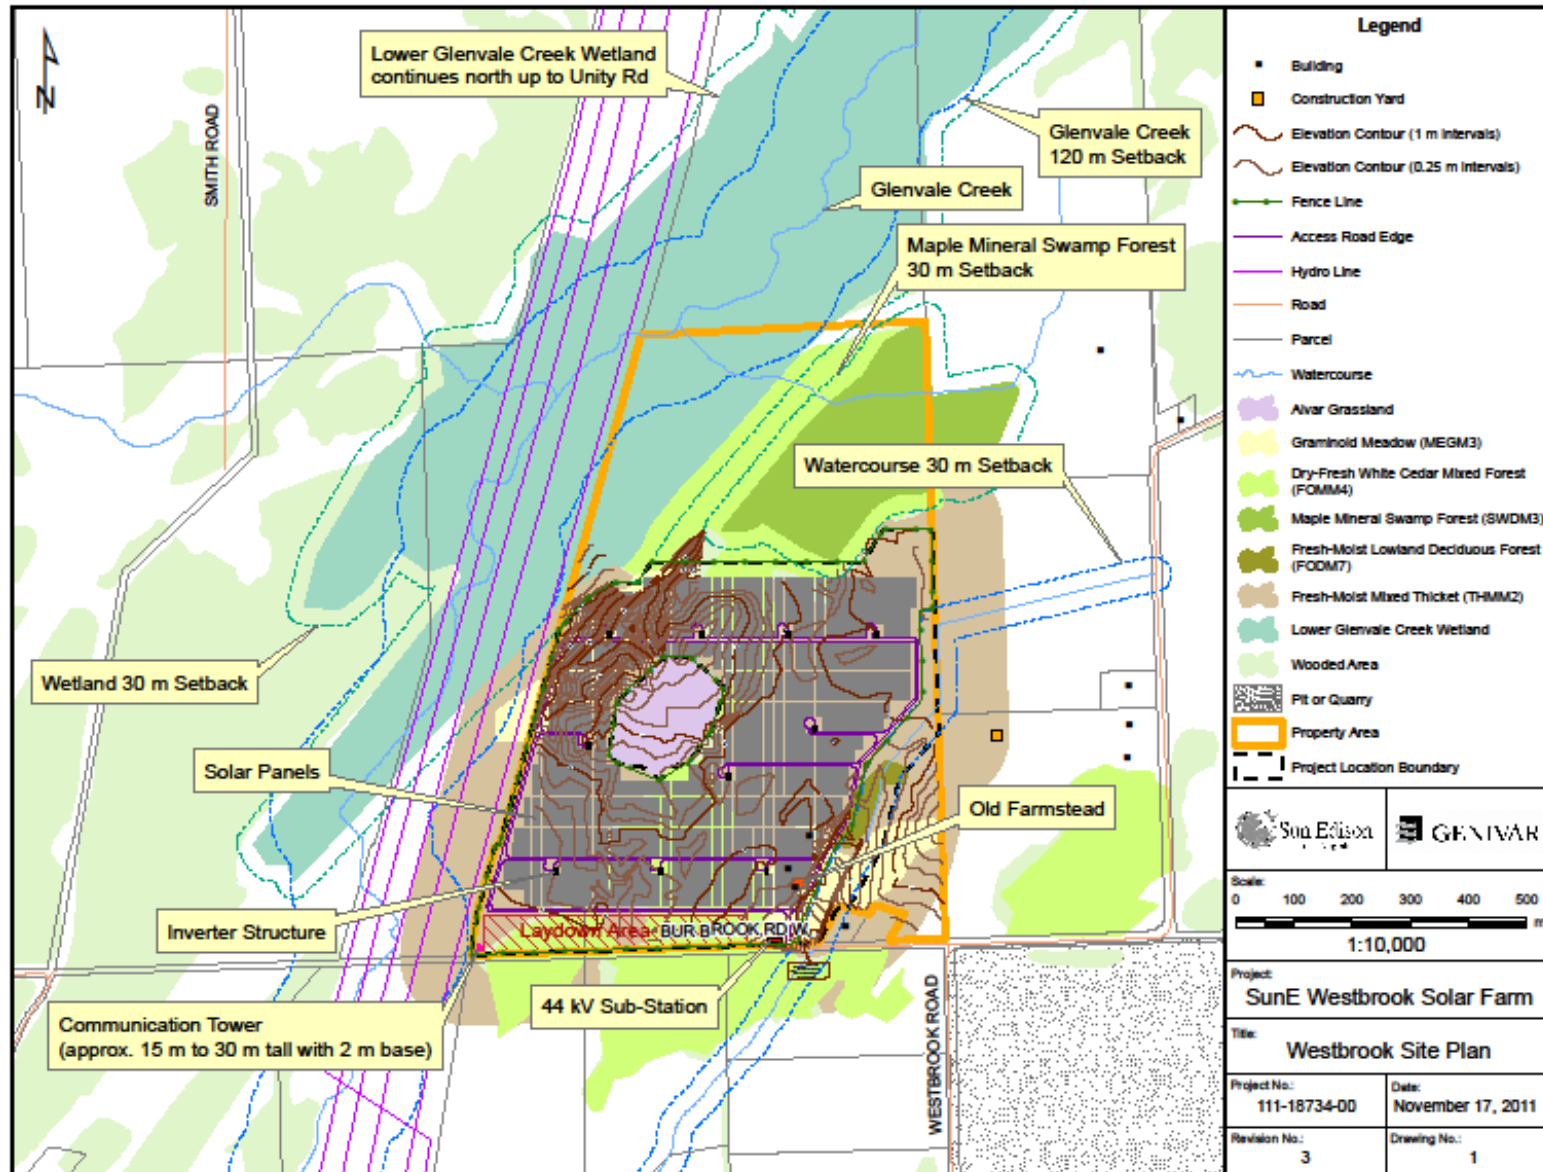 Lower Glenvale Creek Wetland
continues north up to Unity Rd
Glenvale Creek
120 m Setback
SMITH ROAD
Glenvale Creek
Maple Mineral Swamp Forest
30 m Setback
Watercourse 30 m Setback
Wetland 30 m Setback
Solar Panels
Old Farmstead
Inverter Structure
Laydown Area
BUR BROOK RD W
44 kV Sub-Station
Communication Tower
(approx. 15 m to 30 m tall with 2 m base)
WESTBROOK ROAD
N
Legend
Building
Construction Yard
Elevation Contour (1 m Intervals)
Elevation Contour (0.25 m Intervals)
Fence Line
Access Road Edge
Hydro Line
Road
Parcel
Watercourse
Alvar Grassland
Graminoid Meadow (MEGM3)
Dry-Fresh White Cedar Mixed Forest
(FOMM4)
Maple Mineral Swamp Forest (SWDM3)
Fresh-Moist Lowland Deciduous Forest
(FODM7)
Fresh-Moist Mixed Thicket (THMM2)
Lower Glenvale Creek Wetland
Wooded Area
Pit or Quarry
Property Area
Project Location Boundary
Sun Edison
GENIVAR
Scale:
0 100 200 300 400 500
m
1:10,000
Project:
SunE Westbrook Solar Farm
Title:
Westbrook Site Plan
Project No.:
111-18734-00
Date:
November 17, 2011
Revision No.:
3
Drawing No.:
1